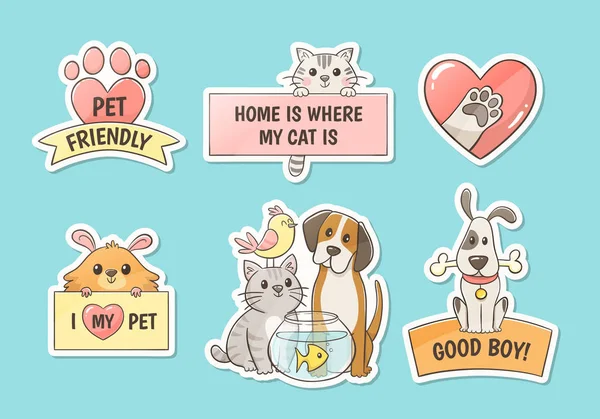 PET
FRIENDLY
HOME IS WHERE
MY CAT IS
I MY PET
GOOD BOY!